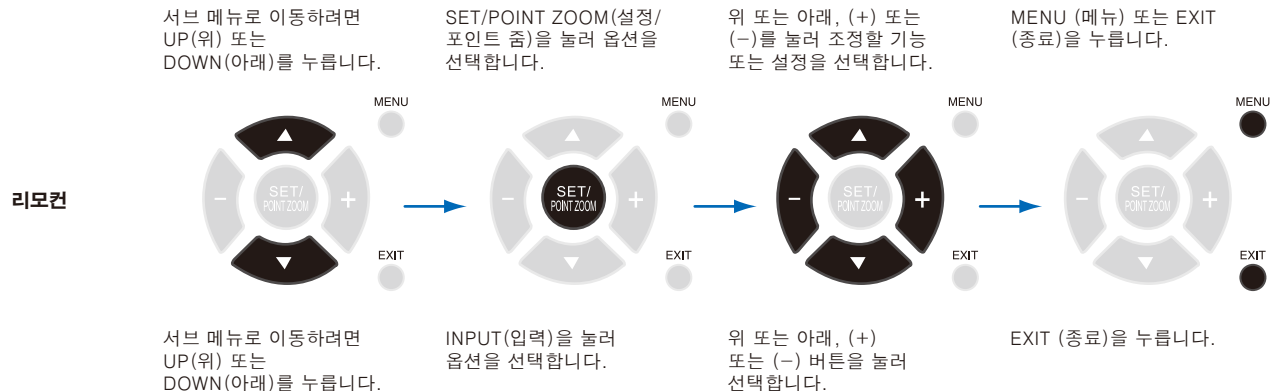 서브 메뉴로 이동하려면
UP(위) 또는
DOWN(아래)를 누릅니다.
SET/POINT ZOOM(설정/
포인트 줌)을 눌러 옵션을
선택합니다.
위 또는 아래, (+) 또는
(−)를 눌러 조정할 기능
또는 설정을 선택합니다.
MENU (메뉴) 또는 EXIT
(종료)을 누릅니다.
리모컨
MENU
SET/
POINT ZOOM
−
+
EXIT
MENU
SET/
POINT ZOOM
−
+
EXIT
MENU
SET/
POINT ZOOM
−
+
EXIT
MENU
SET/
POINT ZOOM
−
+
EXIT
서브 메뉴로 이동하려면
UP(위) 또는
DOWN(아래)를 누릅니다.
INPUT(입력)을 눌러
옵션을 선택합니다.
위 또는 아래, (+)
또는 (−) 버튼을 눌러
선택합니다.
EXIT (종료)을 누릅니다.